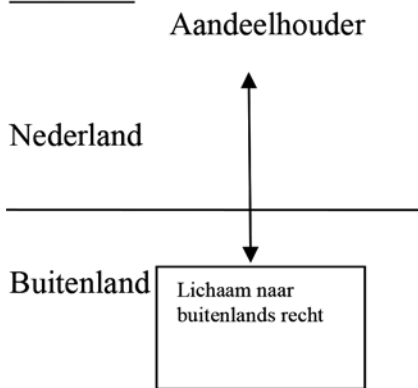 Aandeelhouder
Nederland
Buitenland
Lichaam naar
buitenlands recht